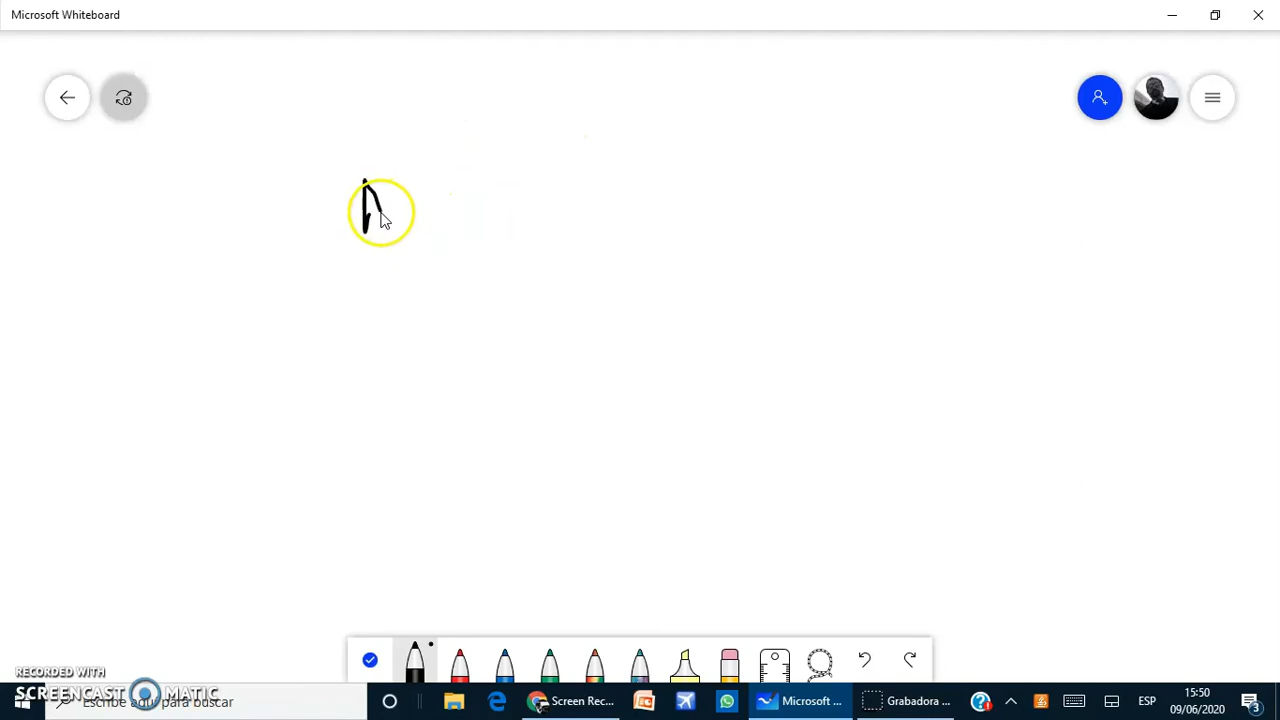 Microsoft Whiteboard
RECORDED WITH
SCREENCAST MATIC
Escribe aquí para buscar
Screen Rec...
Microsoft ...
Grabadora ...
ESP
15:50
09/06/2020
3